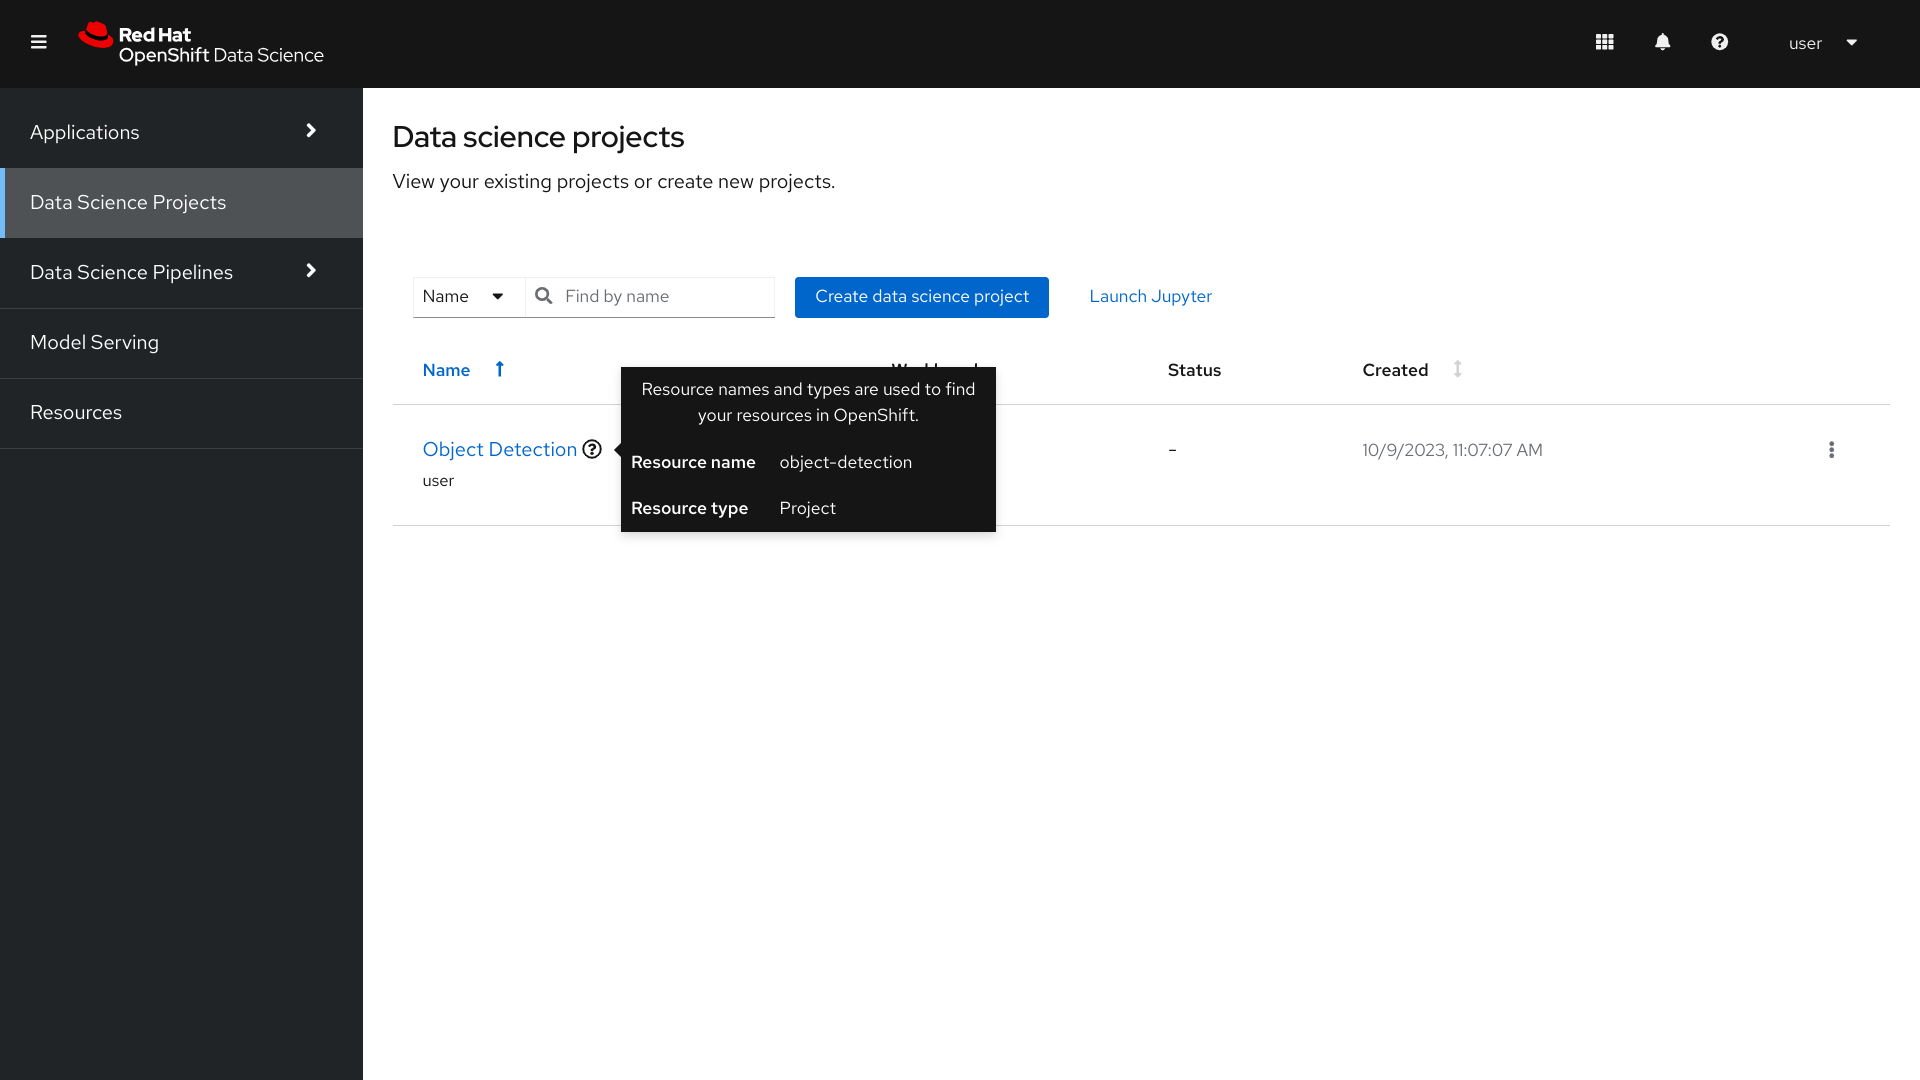 Red Hat
OpenShift Data Science
user
Applications
Data Science Projects
Data Science Pipelines
Model Serving
Resources
Data science projects
View your existing projects or create new projects.
Name
Find by name
Create data science project
Launch Jupyter
Name
Status
Created
Object Detection
user
Resource names and types are used to find
your resources in OpenShift.
Resource name object-detection
Resource type Project
-
10/9/2023, 11:07:07 AM